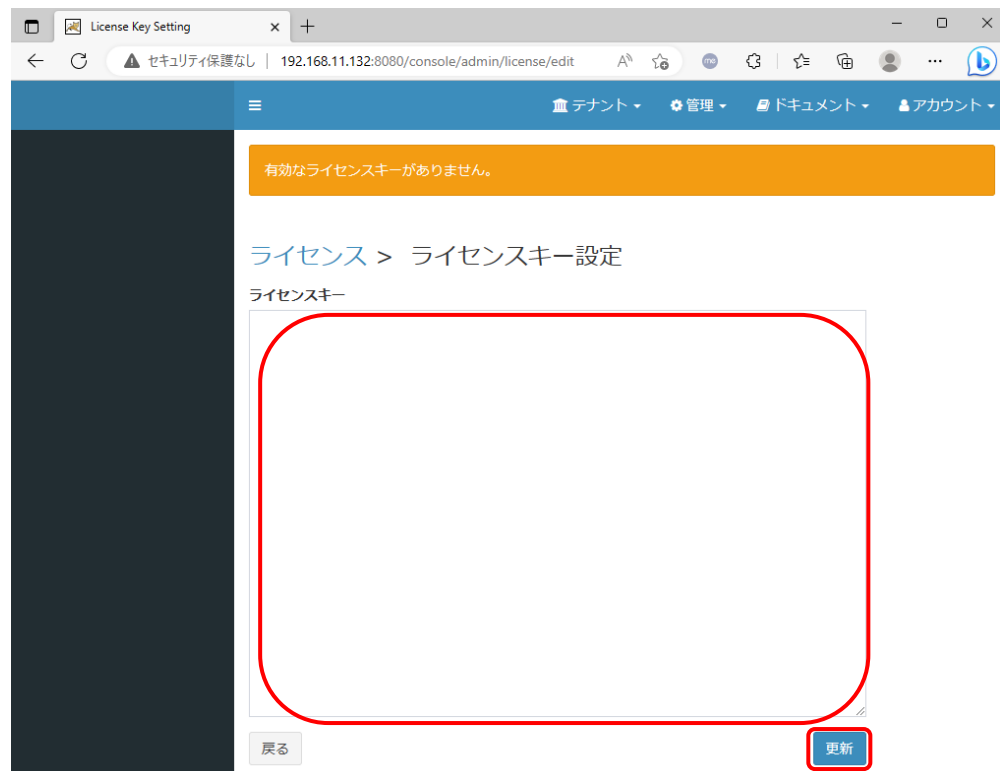 License Key Setting
セキュリティ保護なし | 192.168.11.132:8080/console/admin/license/edit
テナント 管理 ドキュメント アカウント
有効なライセンスキーがありません。
ライセンス > ライセンスキー設定
ライセンスキー
戻る 更新